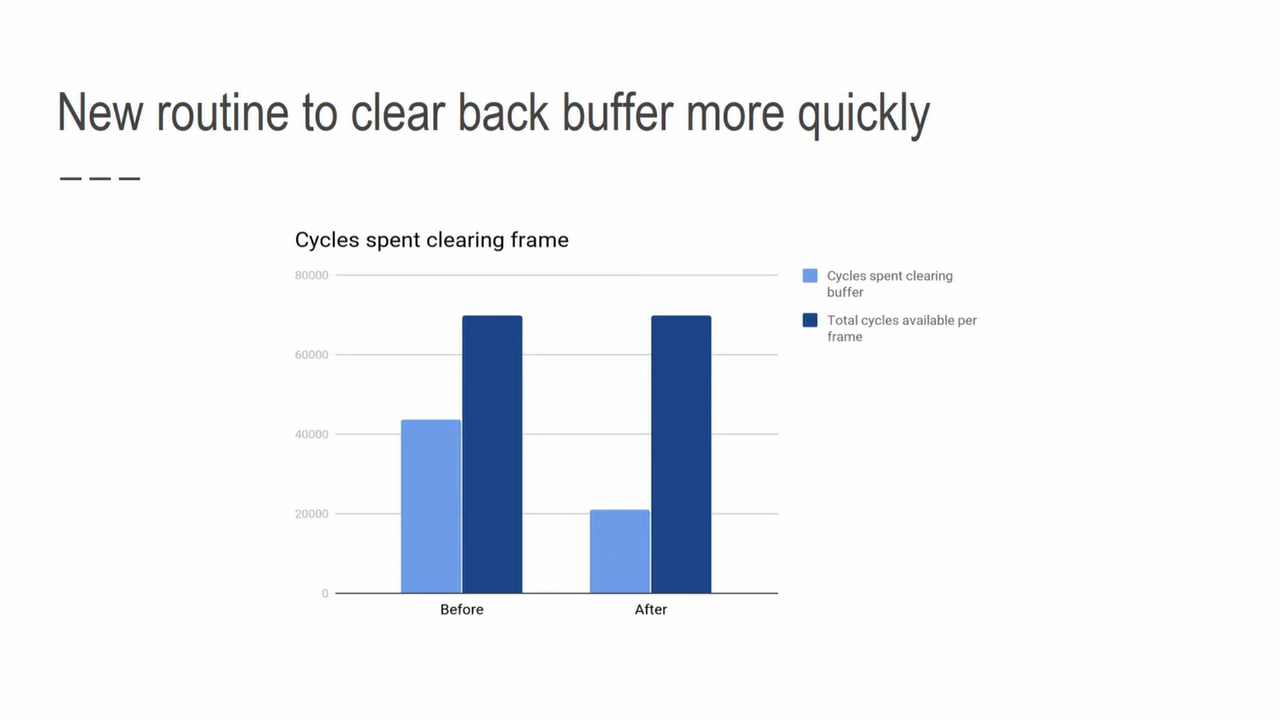 New routine to clear back buffer more quickly
Cycles spent clearing frame
80000
60000
40000
20000
0
Before
After
Cycles spent clearing
buffer
Total cycles available per
frame